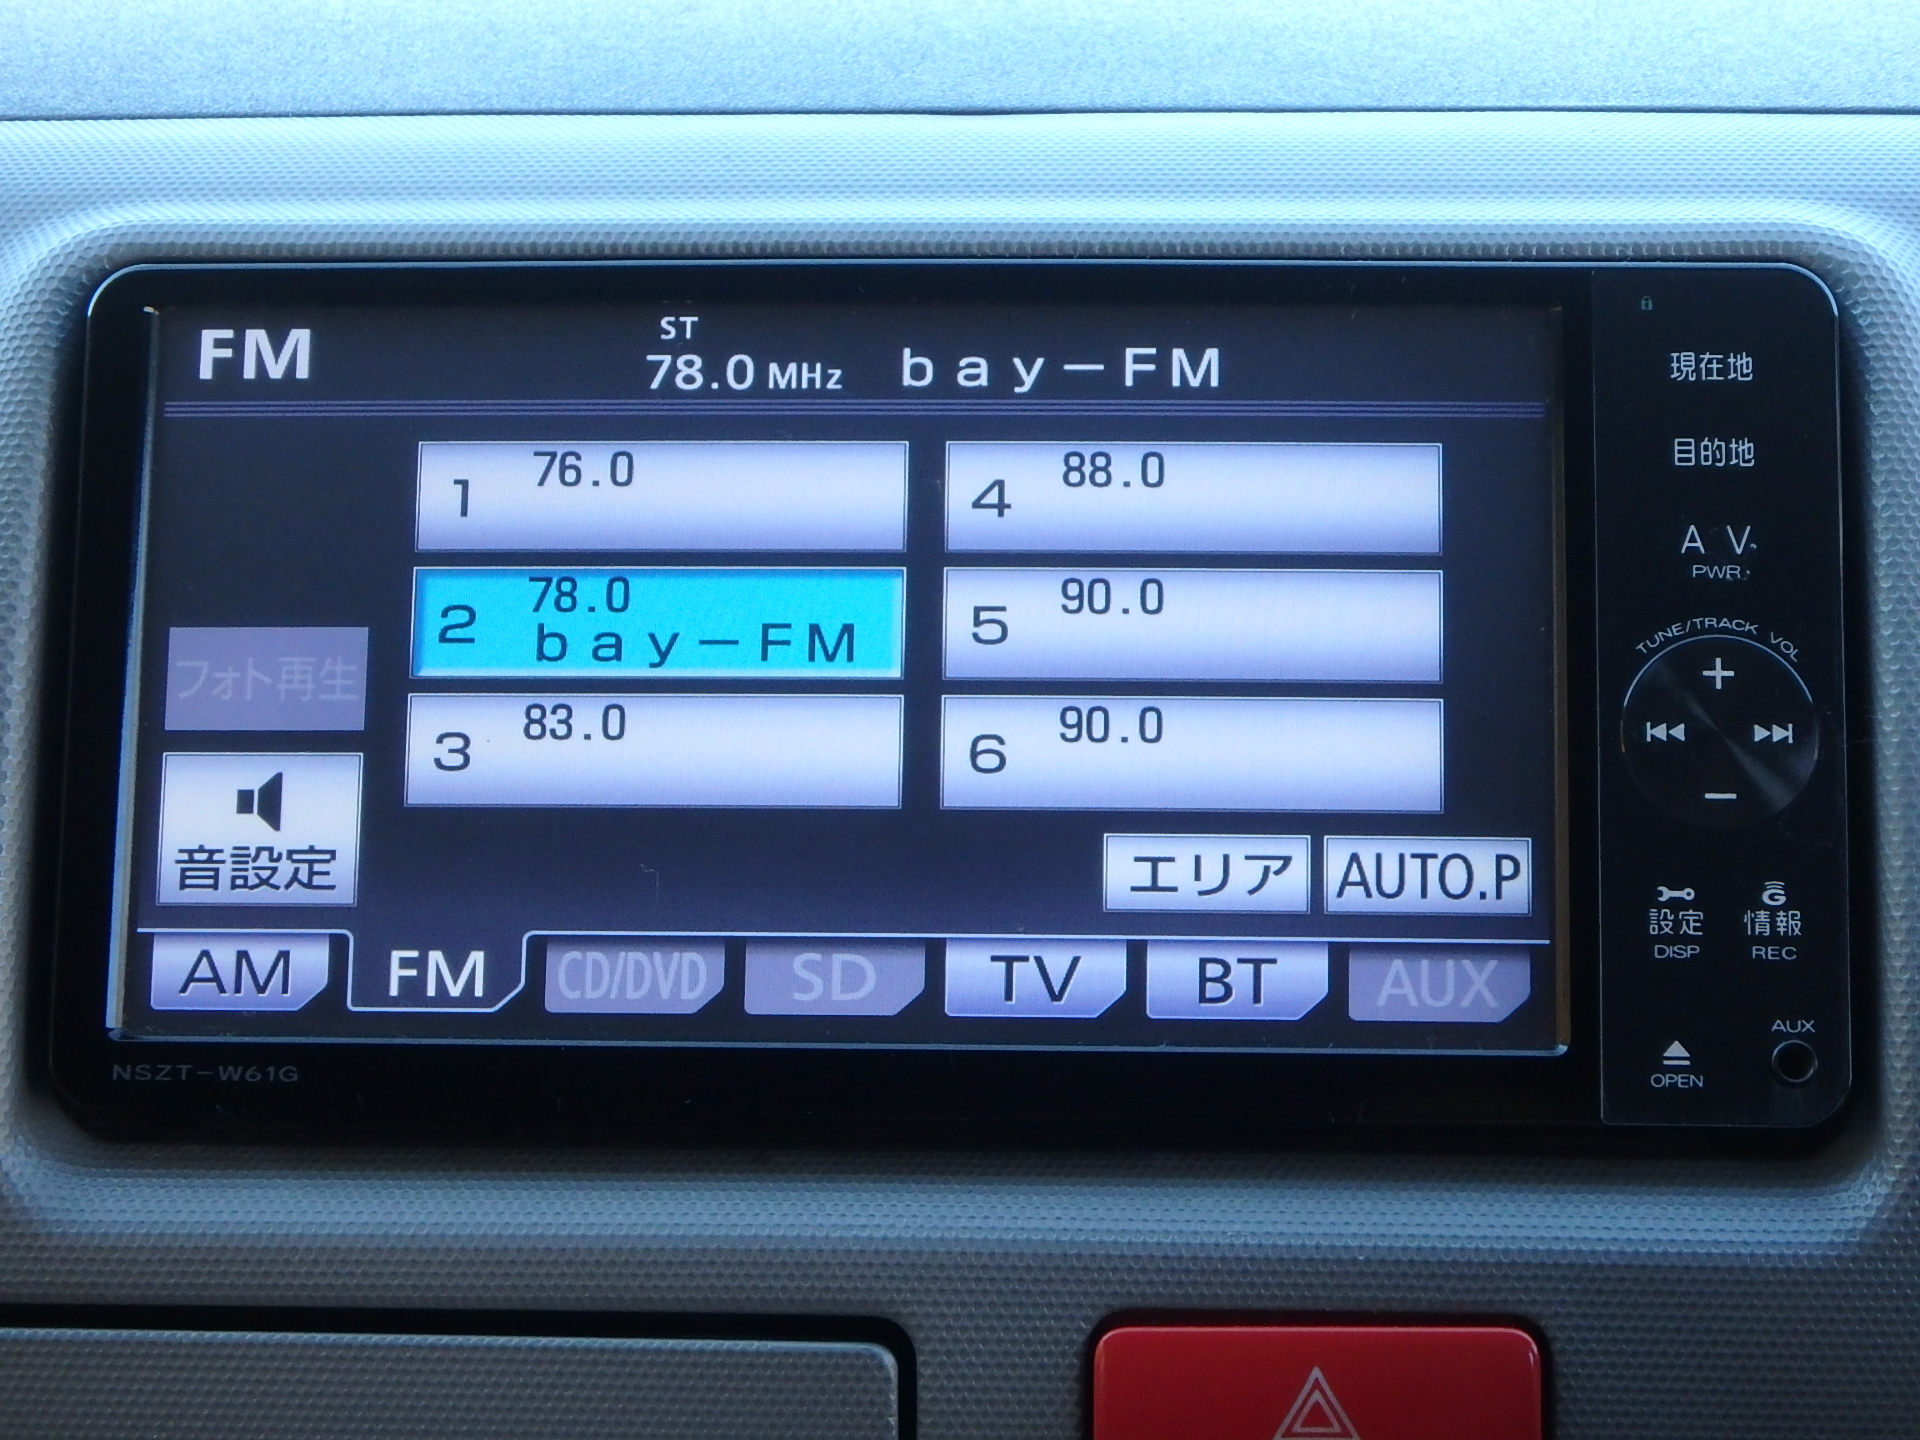 FM
ST
78.0 MHz bay-FM
1 76.0
2 78.0
bay-FM
3 83.0
4 88.0
5 90.0
6 90.0
フォト再生
音設定
エリア
AUTO.P
AM FM CD/DVD SD TV BT AUX
NSZT-W61G
現在地
目的地
AV
PWR
TUNE/TRACK VOL
設定
DISP
情報
REC
OPEN
AUX